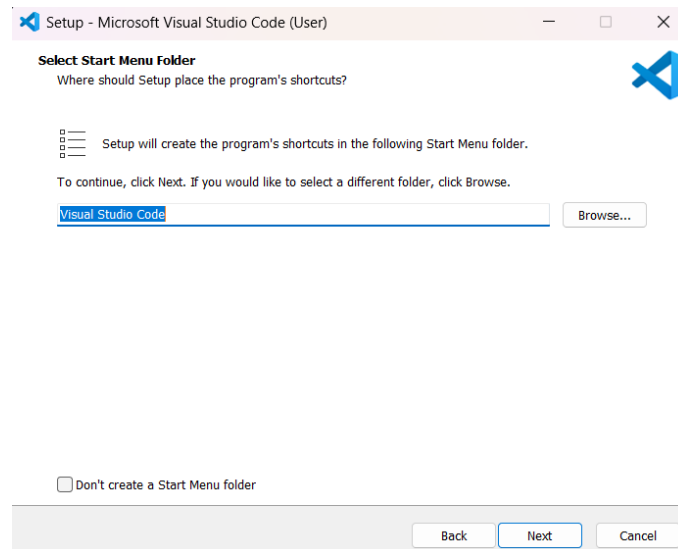 Setup - Microsoft Visual Studio Code (User)
Select Start Menu Folder
Where should Setup place the program's shortcuts?
Setup will create the program's shortcuts in the following Start Menu folder.
To continue, click Next. If you would like to select a different folder, click Browse.
Visual Studio Code
Browse...
Don't create a Start Menu folder
Back
Next
Cancel